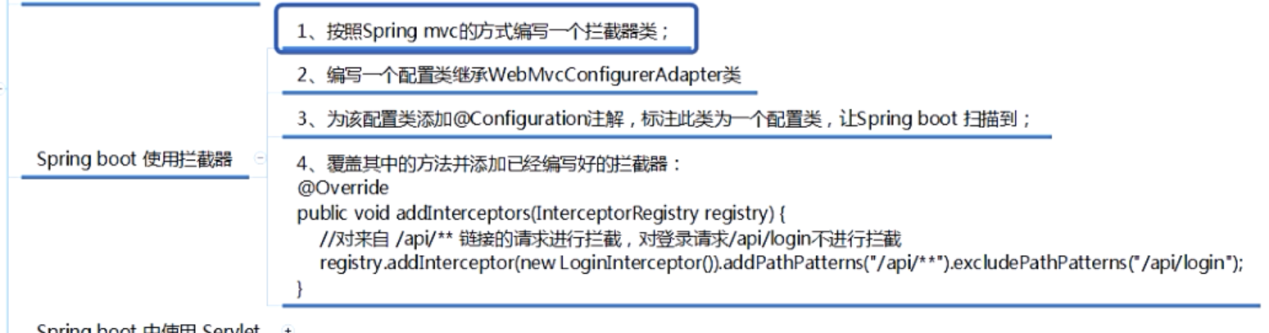 1、按照Spring mvc的方式编写一个拦截器类；
2、编写一个配置类继承WebMvcConfigurerAdapter类
3、为该配置类添加@Configuration注解，标注此类为一个配置类，让Spring boot 扫描到；
Spring boot 使用拦截器
4、覆盖其中的方法并添加已经编写好的拦截器：
@Override
public void addInterceptors(InterceptorRegistry registry) {
//对来自 /api/** 链接的请求进行拦截，对登录请求/api/login不进行拦截
registry.addInterceptor(new LoginInterceptor()).addPathPatterns("/api/**").excludePathPatterns("/api/login");
}
Spring boot 中使用 Servlet